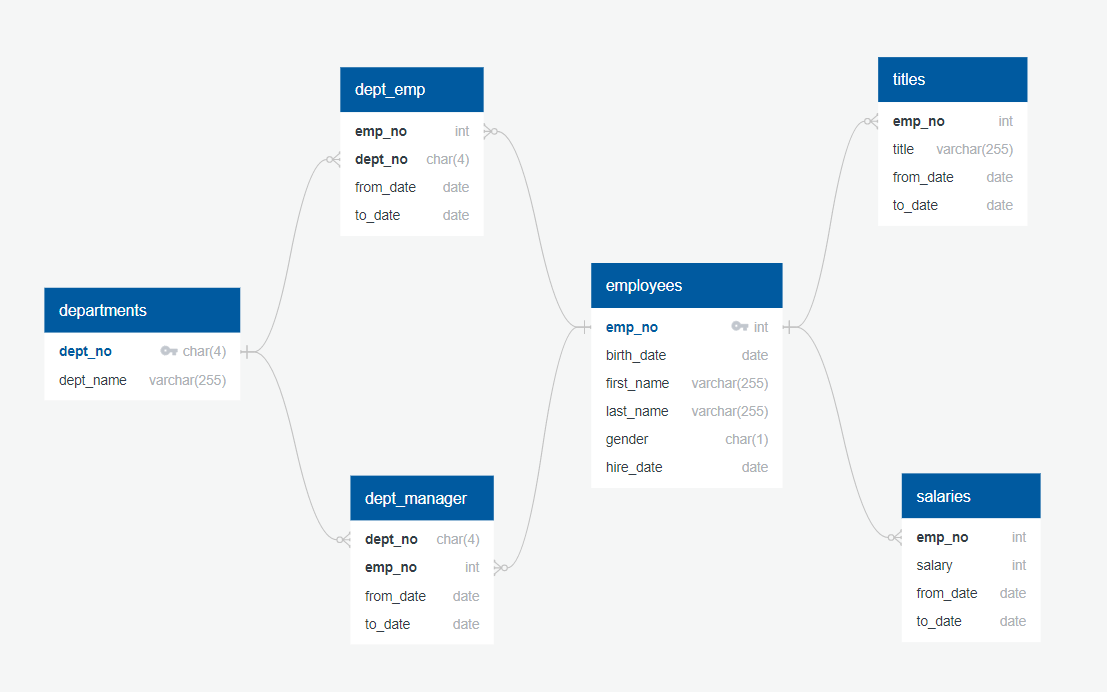 dept_emp
emp_no int
dept_no char(4)
from_date date
to_date date
titles
emp_no int
title varchar(255)
from_date date
to_date date
departments
dept_no char(4)
dept_name varchar(255)
employees
emp_no int
birth_date date
first_name varchar(255)
last_name varchar(255)
gender char(1)
hire_date date
dept_manager
dept_no char(4)
emp_no int
from_date date
to_date date
salaries
emp_no int
salary int
from_date date
to_date date